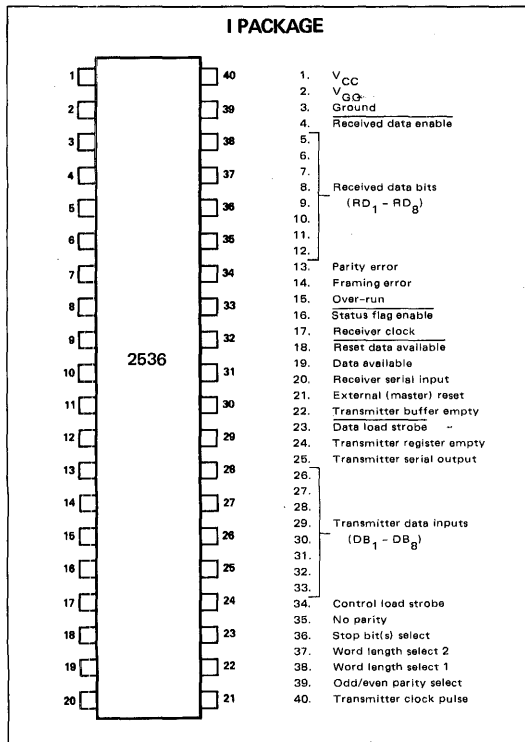 I PACKAGE
1 40
2 39
3 38
4 37
5 36
6 35
7 34
8 33
9 32
10 31
11 30
12 29
13 28
14 27
15 26
16 25
17 24
18 23
19 22
20 21
2536
1. VCC
2. VGG
3. Ground
4. Received data enable
5.
6.
7.
8. Received data bits
9. (RD1 - RD8)
10.
11.
12.
13. Parity error
14. Framing error
15. Over-run
16. Status flag enable
17. Receiver clock
18. Reset data available
19. Data available
20. Receiver serial input
21. External (master) reset
22. Transmitter buffer empty
23. Data load strobe
24. Transmitter register empty
25. Transmitter serial output
26.
27.
28.
29. Transmitter data inputs
30. (DB1 - DB8)
31.
32.
33.
34. Control load strobe
35. No parity
36. Stop bit(s) select
37. Word length select 2
38. Word length select 1
39. Odd/even parity select
40. Transmitter clock pulse